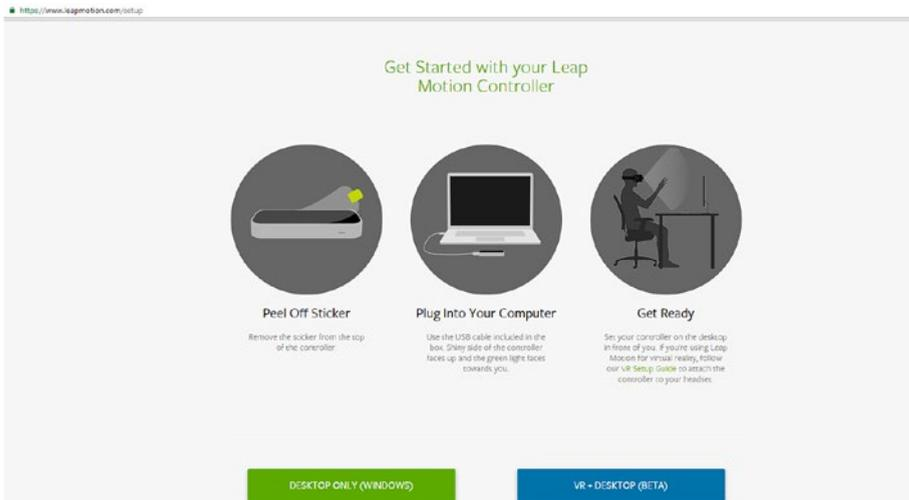 https://www.leapmotion.com/setup
Get Started with your Leap
Motion Controller
Peel Off Sticker
Remove the sticker from the top
of the controller
Plug Into Your Computer
Use the USB cable included in the
box. Shiny side of the controller
faces up and the green light faces
towards you.
Get Ready
Set your controller on the desktop
in front of you. If you're using Leap
Motion for virtual reality, follow
our VR Setup Guide to attach the
controller to your headset.
DESKTOP ONLY (WINDOWS)
VR + DESKTOP (BETA)